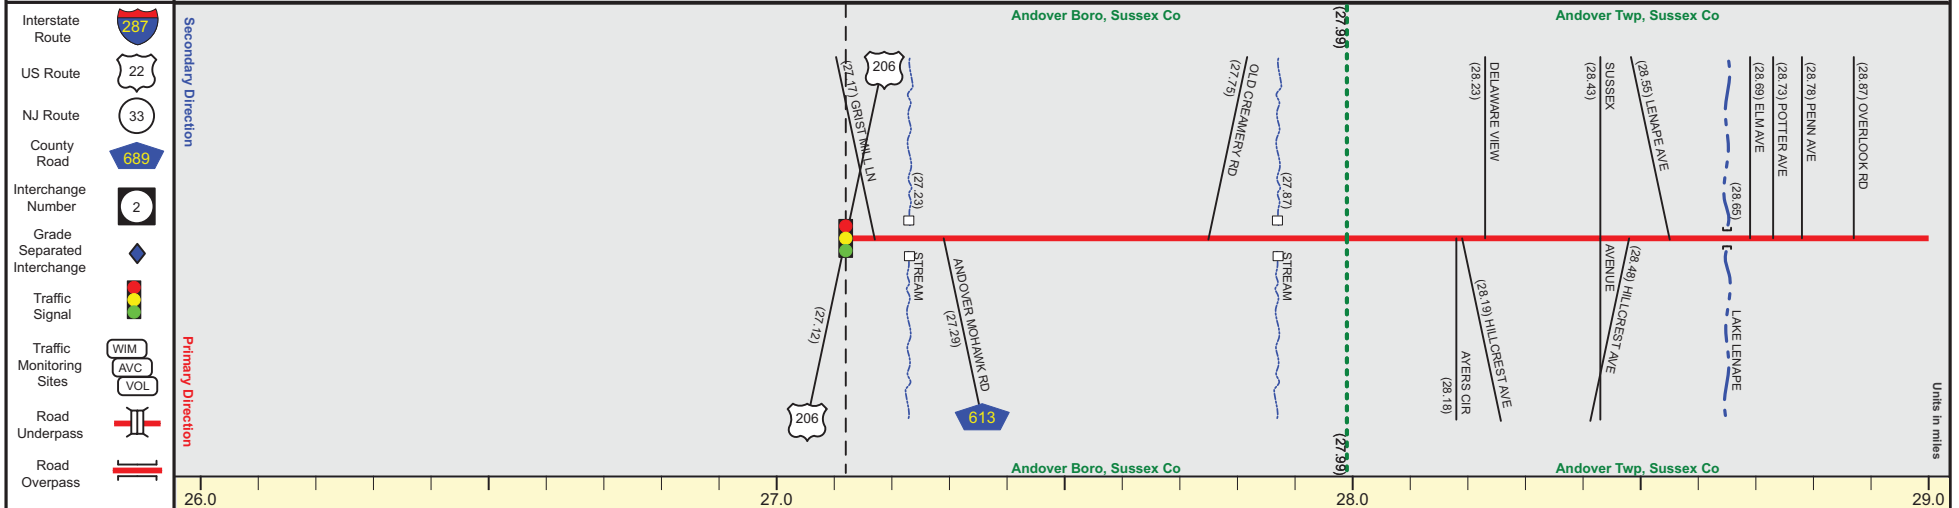 Interstate
Route
287
US Route
22
NJ Route
33
County
Road
689
Interchange
Number
2
Grade
Separated
Interchange
Traffic
Signal
Traffic
Monitoring
Sites
WIM
AVC
VOL
Road
Underpass
Road
Overpass
Secondary Direction
Primary Direction
Andover Boro, Sussex Co
(27.99)
Andover Twp, Sussex Co
(27.17) GRIST MILL LN
206
(27.23)
OLD CREAMERY RD
(27.75)
(27.87)
DELAWARE VIEW
(28.23)
SUSSEX
(28.43)
(28.55) LENAPE AVE
(28.65)
(28.69) ELM AVE
(28.73) POTTER AVE
(28.78) PENN AVE
(28.87) OVERLOOK RD
(27.12)
206
STREAM
ANDOVER MOHAWK RD
(27.29)
613
STREAM
AYERS CIR
(28.18)
(28.19) HILLCREST AVE
AVENUE
(28.48) HILLCREST AVE
LAKE LENAPE
Units in miles
Andover Boro, Sussex Co
(27.99)
Andover Twp, Sussex Co
26.0
27.0
28.0
29.0